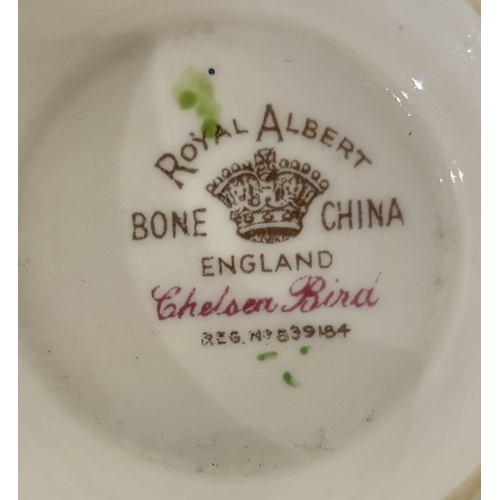 ROYAL ALBERT
BONE CHINA
ENGLAND
Chelsea Bird
REG. Nº 839184